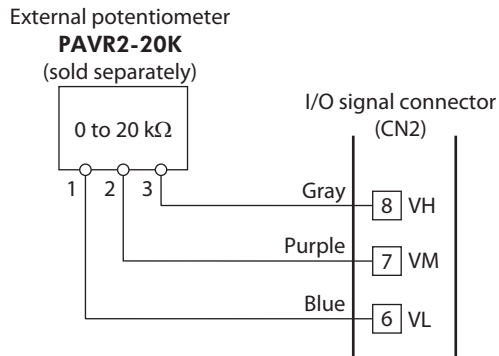 External potentiometer
PAVR2-20K
(sold separately)
0 to 20 kΩ
1 2 3
I/O signal connector
(CN2)
Gray 8 VH
Purple 7 VM
Blue 6 VL